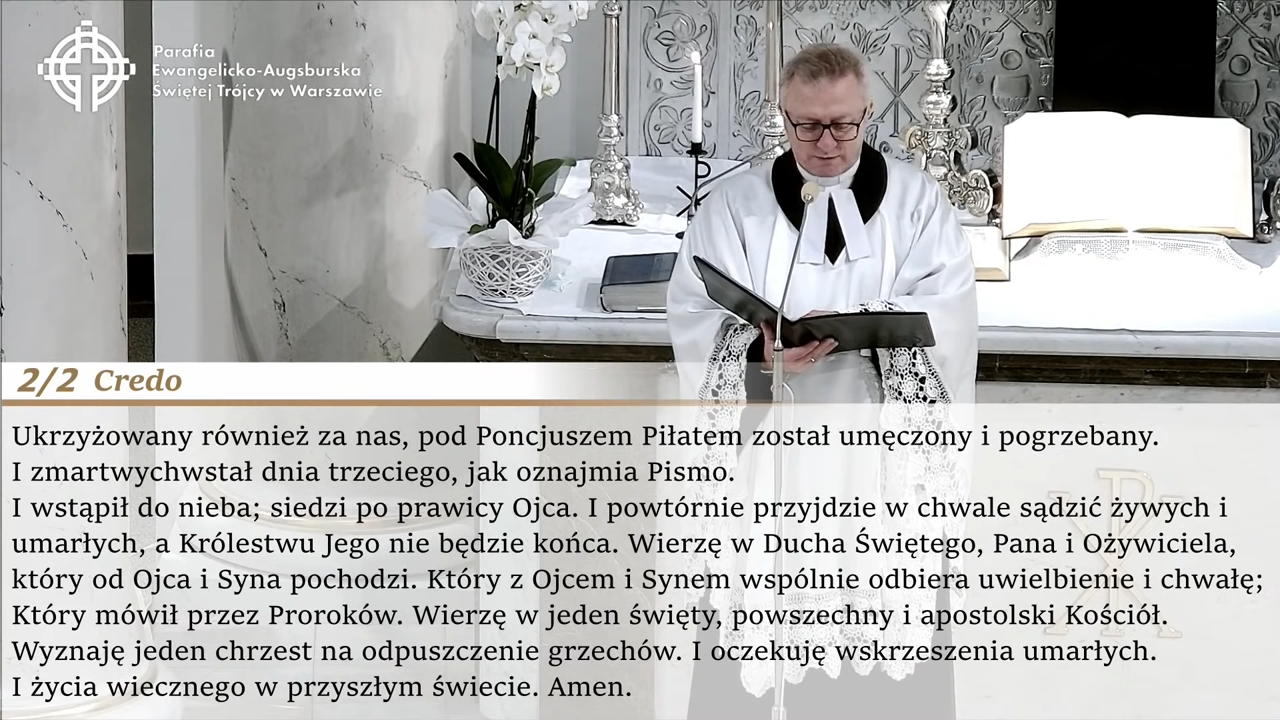 Parafia
Ewangelicko-Augsburska
Świętej Trójcy w Warszawie
2/2 Credo
Ukrzyżowany również za nas, pod Poncjuszem Piłatem został umęczony i pogrzebany.
I zmartwychwstał dnia trzeciego, jak oznajmia Pismo.
I wstąpił do nieba; siedzi po prawicy Ojca. I powtórnie przyjdzie w chwale sądzić żywych i
umarłych, a Królestwu Jego nie będzie końca. Wierzę w Ducha Świętego, Pana i Ożywiciela,
który od Ojca i Syna pochodzi. Który z Ojcem i Synem wspólnie odbiera uwielbienie i chwałę;
Który mówił przez Proroków. Wierzę w jeden święty, powszechny i apostolski Kościół.
Wyznaję jeden chrzest na odpuszczenie grzechów. I oczekuję wskrzeszenia umarłych.
I życia wiecznego w przyszłym świecie. Amen.